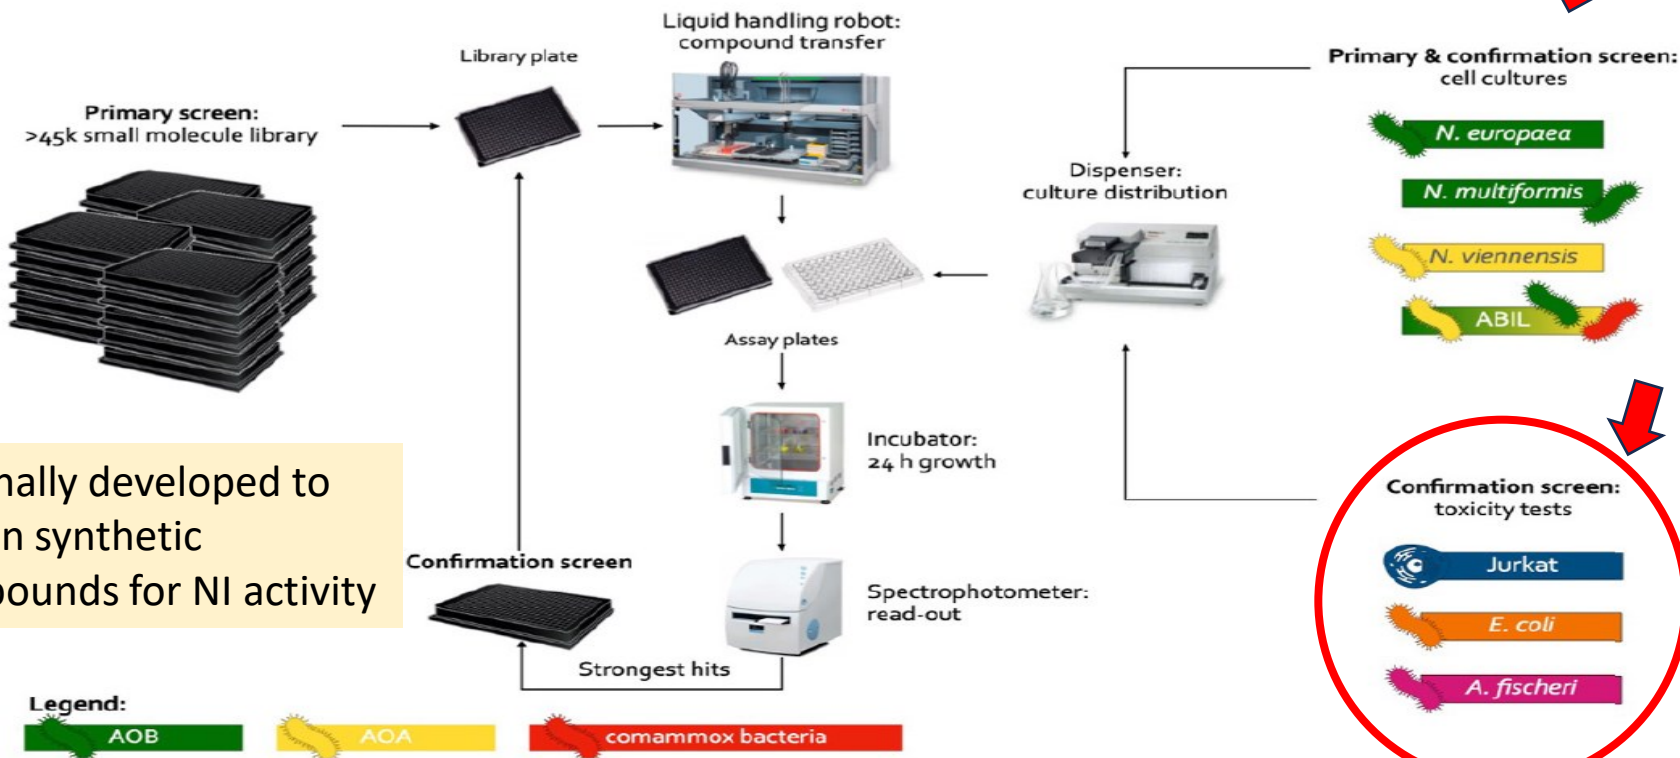 Liquid handling robot:
compound transfer
Library plate
Primary screen:
>45k small molecule library
Primary & confirmation screen:
cell cultures
N. europaea
N. multiformis
N. viennensis
ABIL
Dispenser:
culture distribution
Assay plates
Incubator:
24 h growth
nally developed to
n synthetic
pounds for NI activity
Confirmation screen
Spectrophotometer:
read-out
Strongest hits
Confirmation screen:
toxicity tests
Jurkat
E. coli
A. fischeri
Legend:
AOB
AOA
comammox bacteria